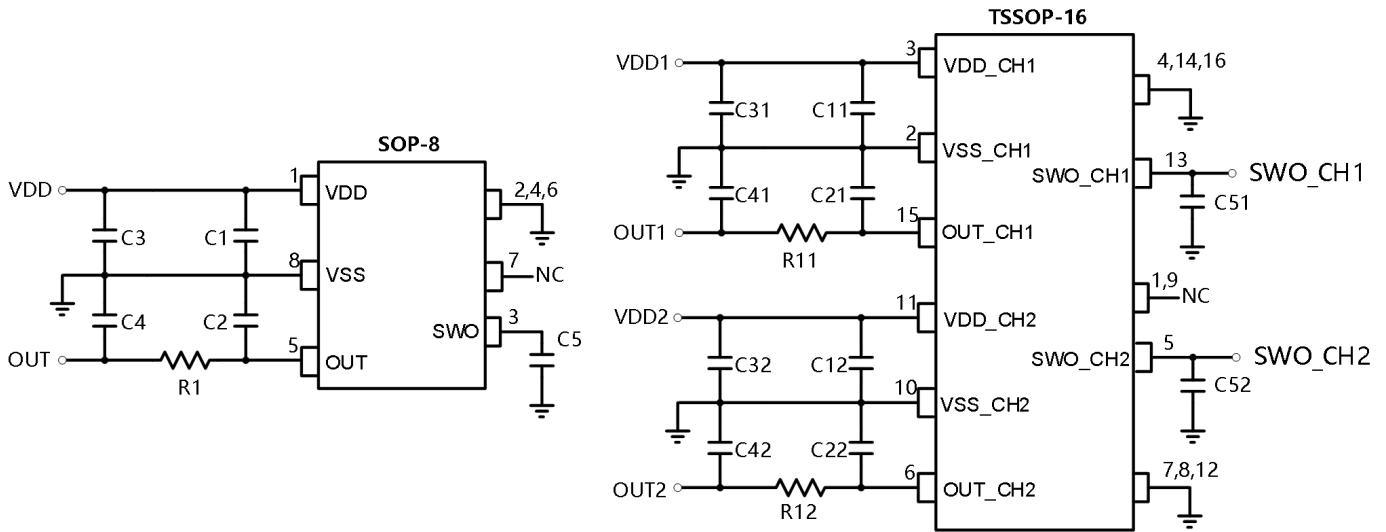 SOP-8
VDD
1
VDD
2,4,6
C3
C1
8
VSS
7
NC
C4
C2
SWO
3
C5
OUT
R1
5
OUT
TSSOP-16
VDD1
3
VDD_CH1
4,14,16
C31
C11
2
VSS_CH1
13
SWO_CH1
SWO_CH1
C41
C21
C51
OUT1
R11
15
OUT_CH1
1,9
NC
VDD2
11
VDD_CH2
5
SWO_CH2
SWO_CH2
C32
C12
C52
10
VSS_CH2
C42
C22
7,8,12
OUT2
R12
6
OUT_CH2